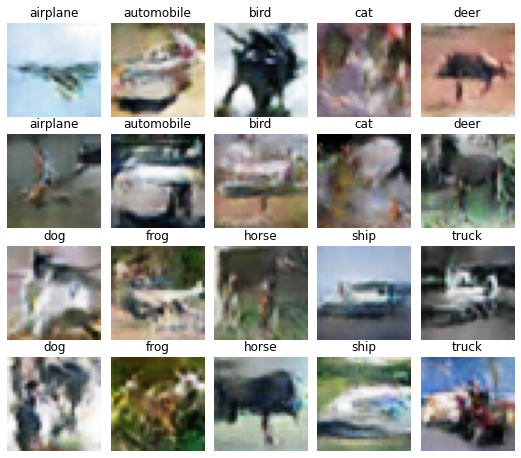 airplane automobile bird cat deer
airplane automobile bird cat deer
dog frog horse ship truck
dog frog horse ship truck